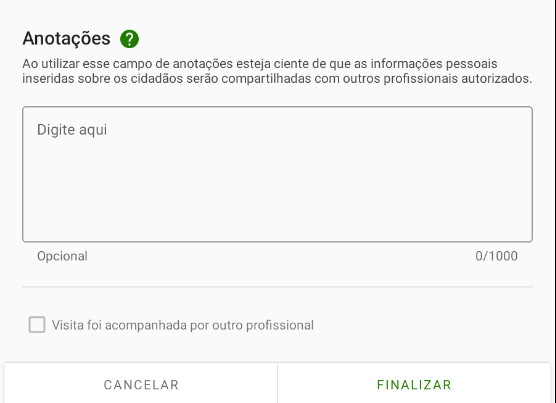 Anotações ?
Ao utilizar esse campo de anotações esteja ciente de que as informações pessoais
inseridas sobre os cidadãos serão compartilhadas com outros profissionais autorizados.
Digite aqui
Opcional 0/1000
Visita foi acompanhada por outro profissional
CANCELAR FINALIZAR